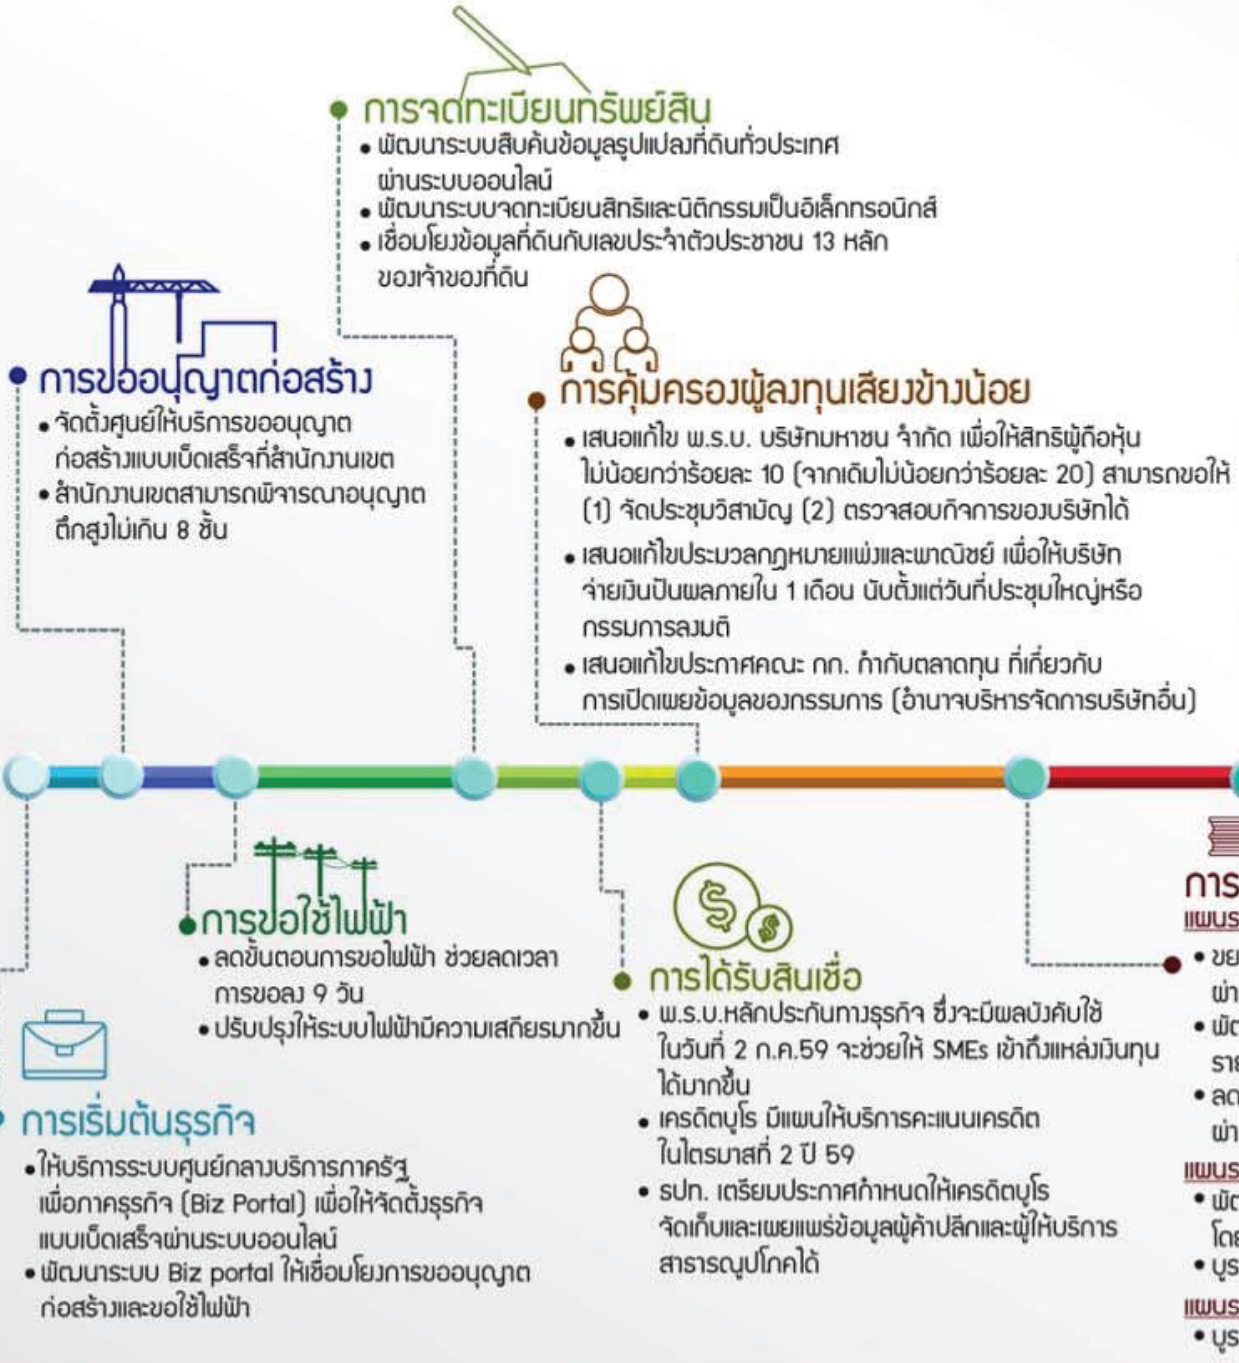 การจดทะเบียนทรัพย์สิน
• พัฒนาระบบสืบค้นข้อมูลรูปแปลงที่ดินทั่วประเทศ
ผ่านระบบออนไลน์
• พัฒนาระบบจดทะเบียนสิทธิและนิติกรรมเป็นอิเล็กทรอนิกส์
• เชื่อมโยงข้อมูลที่ดินกับเลขประจำตัวประชาชน 13 หลัก
ของเจ้าของที่ดิน
การขออนุญาตก่อสร้าง
• จัดตั้งศูนย์ให้บริการขออนุญาต
ก่อสร้างแบบเบ็ดเสร็จที่สำนักงานเขต
• สำนักงานเขตสามารถพิจารณาอนุญาต
ตึกสูงไม่เกิน 8 ชั้น
การคุ้มครองผู้ลงทุนเสียงข้างน้อย
• เสนอแก้ไข พ.ร.บ. บริษัทมหาชน จำกัด เพื่อให้สิทธิผู้ถือหุ้น
ไม่น้อยกว่าร้อยละ 10 (จากเดิมไม่น้อยกว่าร้อยละ 20) สามารถขอให้
(1) จัดประชุมวิสามัญ (2) ตรวจสอบกิจการของบริษัทได้
• เสนอแก้ไขประมวลกฎหมายแพ่งและพาณิชย์ เพื่อให้บริษัท
จ่ายเงินปันผลภายใน 1 เดือน นับตั้งแต่วันที่ประชุมใหญ่หรือ
กรรมการลงมติ
• เสนอแก้ไขประกาศคณะ กก. กำกับตลาดทุน ที่เกี่ยวกับ
การเปิดเผยข้อมูลของกรรมการ (อำนาจบริหารจัดการบริษัทอื่น)
การขอใช้ไฟฟ้า
• ลดขั้นตอนการขอไฟฟ้า ช่วยลดเวลา
การขอลง 9 วัน
• ปรับปรุงให้ระบบไฟฟ้ามีความเสถียรมากขึ้น
การเริ่มต้นธุรกิจ
• ให้บริการระบบศูนย์กลางบริการภาครัฐ
เพื่อภาคธุรกิจ (Biz Portal) เพื่อให้จัดตั้งธุรกิจ
แบบเบ็ดเสร็จผ่านระบบออนไลน์
• พัฒนาระบบ Biz portal ให้เชื่อมโยงการขออนุญาต
ก่อสร้างและขอใช้ไฟฟ้า
การได้รับสินเชื่อ
• พ.ร.บ.หลักประกันทางธุรกิจ ซึ่งจะมีผลบังคับใช้
ในวันที่ 2 ก.ค.59 จะช่วยให้ SMEs เข้าถึงแหล่งเงินทุน
ได้มากขึ้น
• เครดิตบูโร มีแผนให้บริการคะแนนเครดิต
ในไตรมาสที่ 2 ปี 59
• ธปท. เตรียมประกาศกำหนดให้เครดิตบูโร
จัดเก็บและเผยแพร่ข้อมูลผู้ค้าปลีกและผู้ให้บริการ
สาธารณูปโภคได้
การ